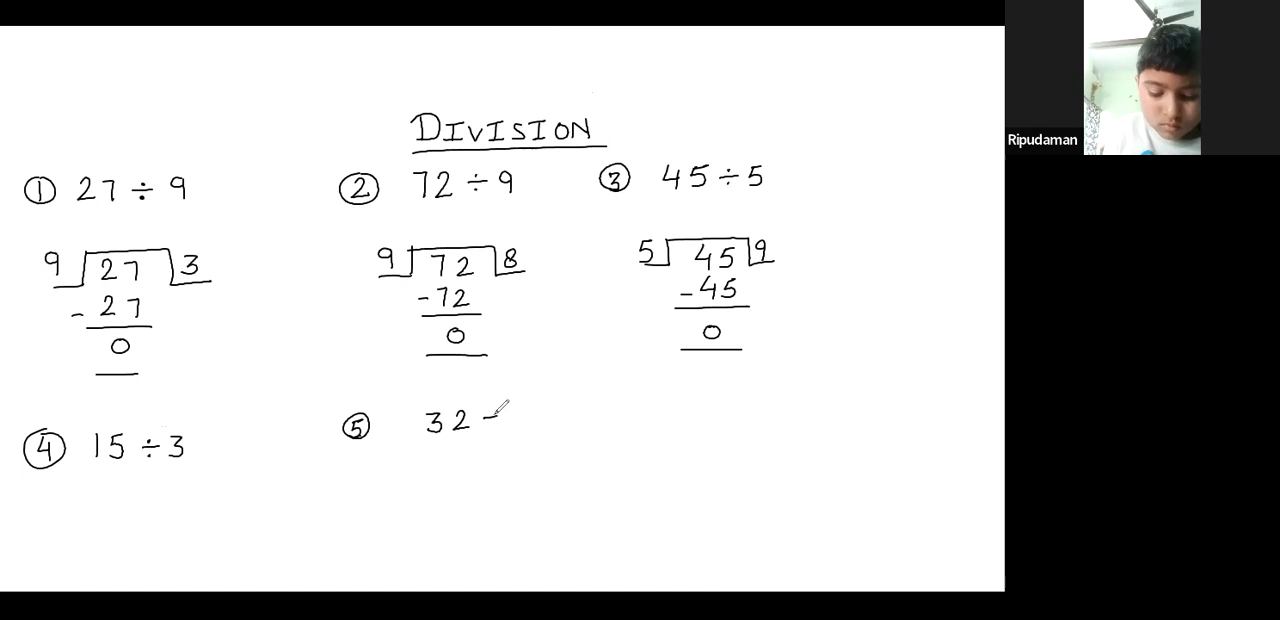 DIVISION
① 27 ÷ 9
② 72 ÷ 9
③ 45 ÷ 5
9 27 3
- 27
0
9 72 8
-72
0
5 45 9
-45
0
④ 15 ÷ 3
⑤ 32 -
Ripudaman